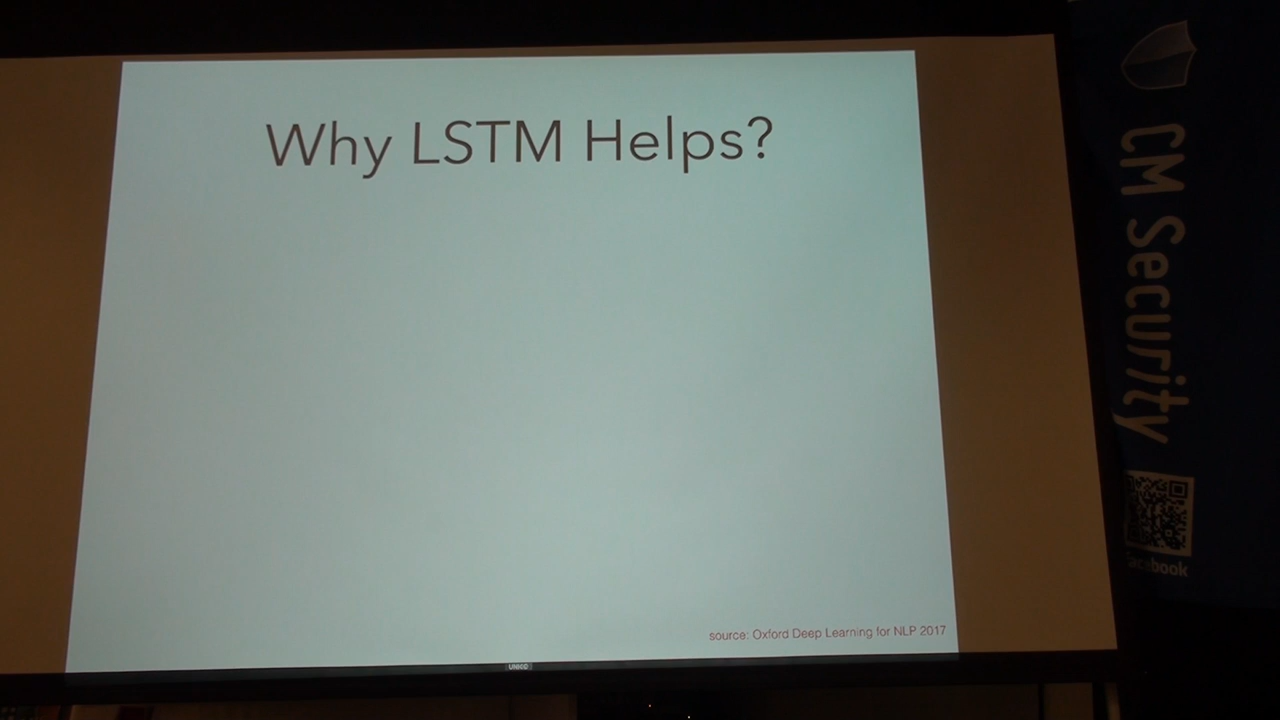 Why LSTM Helps?
source: Oxford Deep Learning for NLP 2017
CM Security
facebook